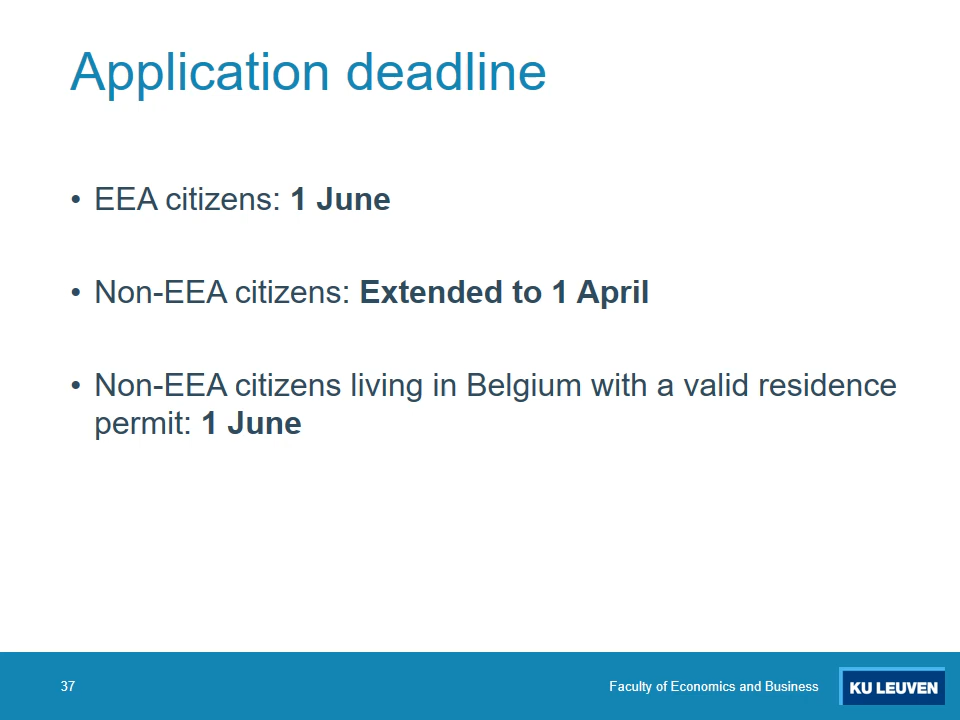 Application deadline
• EEA citizens: 1 June
• Non-EEA citizens: Extended to 1 April
• Non-EEA citizens living in Belgium with a valid residence
permit: 1 June
37
Faculty of Economics and Business
KU LEUVEN